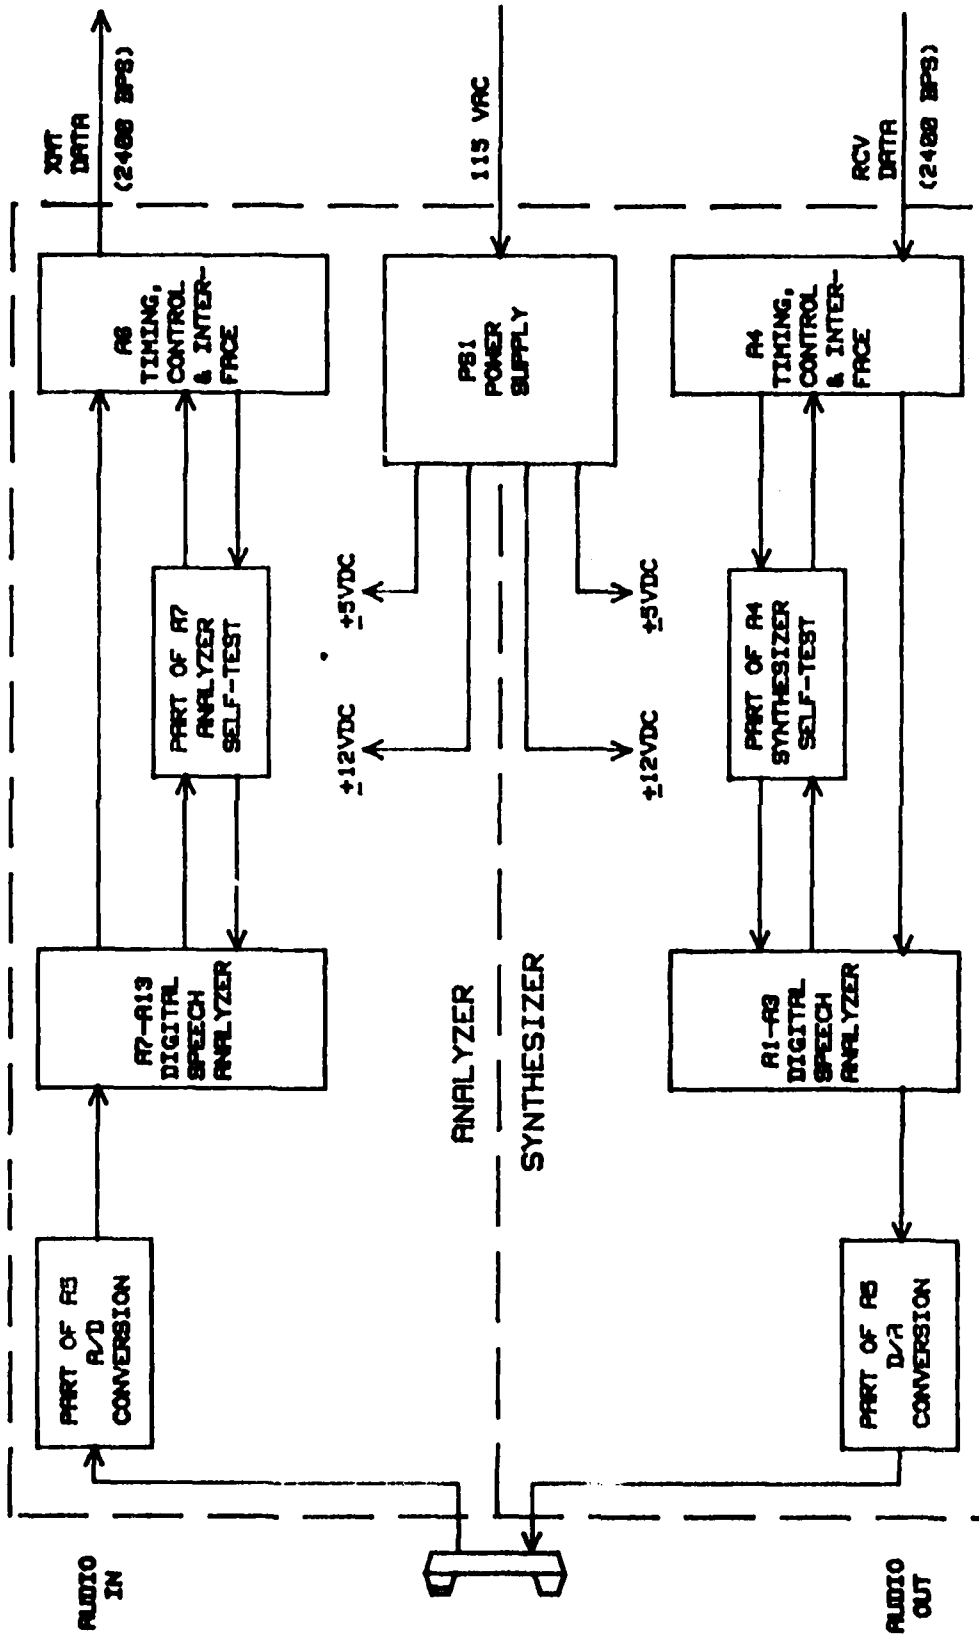 AUDIO
IN
PART OF A5
A/D
CONVERSION
A7-A13
DIGITAL
SPEECH
ANALYZER
PART OF A7
ANALYZER
SELF-TEST
A6
TIMING,
CONTROL
& INTER-
FACE
XMT
DATA
(2400 BPS)
±12VDC
±5VDC
PS1
POWER
SUPPLY
115 VAC
ANALYZER
SYNTHESIZER
±12VDC
±5VDC
AUDIO
OUT
PART OF A5
D/A
CONVERSION
A1-A3
DIGITAL
SPEECH
ANALYZER
PART OF A4
SYNTHESIZER
SELF-TEST
A4
TIMING,
CONTROL
& INTER-
FACE
RCV
DATA
(2400 BPS)